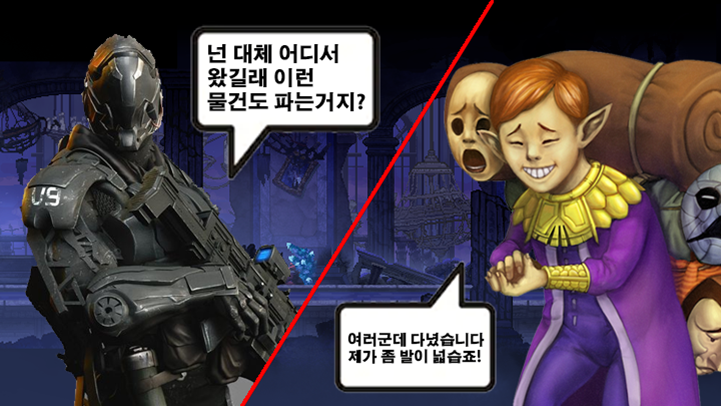 넌 대체 어디서
왔길래 이런
물건도 파는거지?
U9
여러군데 다녔습니다
제가 좀 발이 넓습죠!